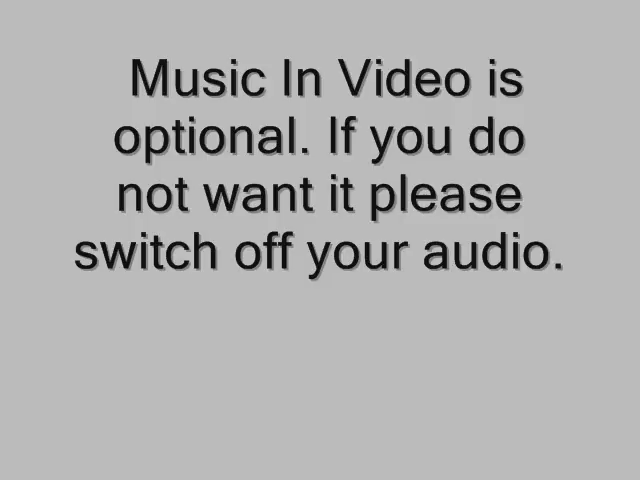 Music In Video is
optional. If you do
not want it please
switch off your audio.